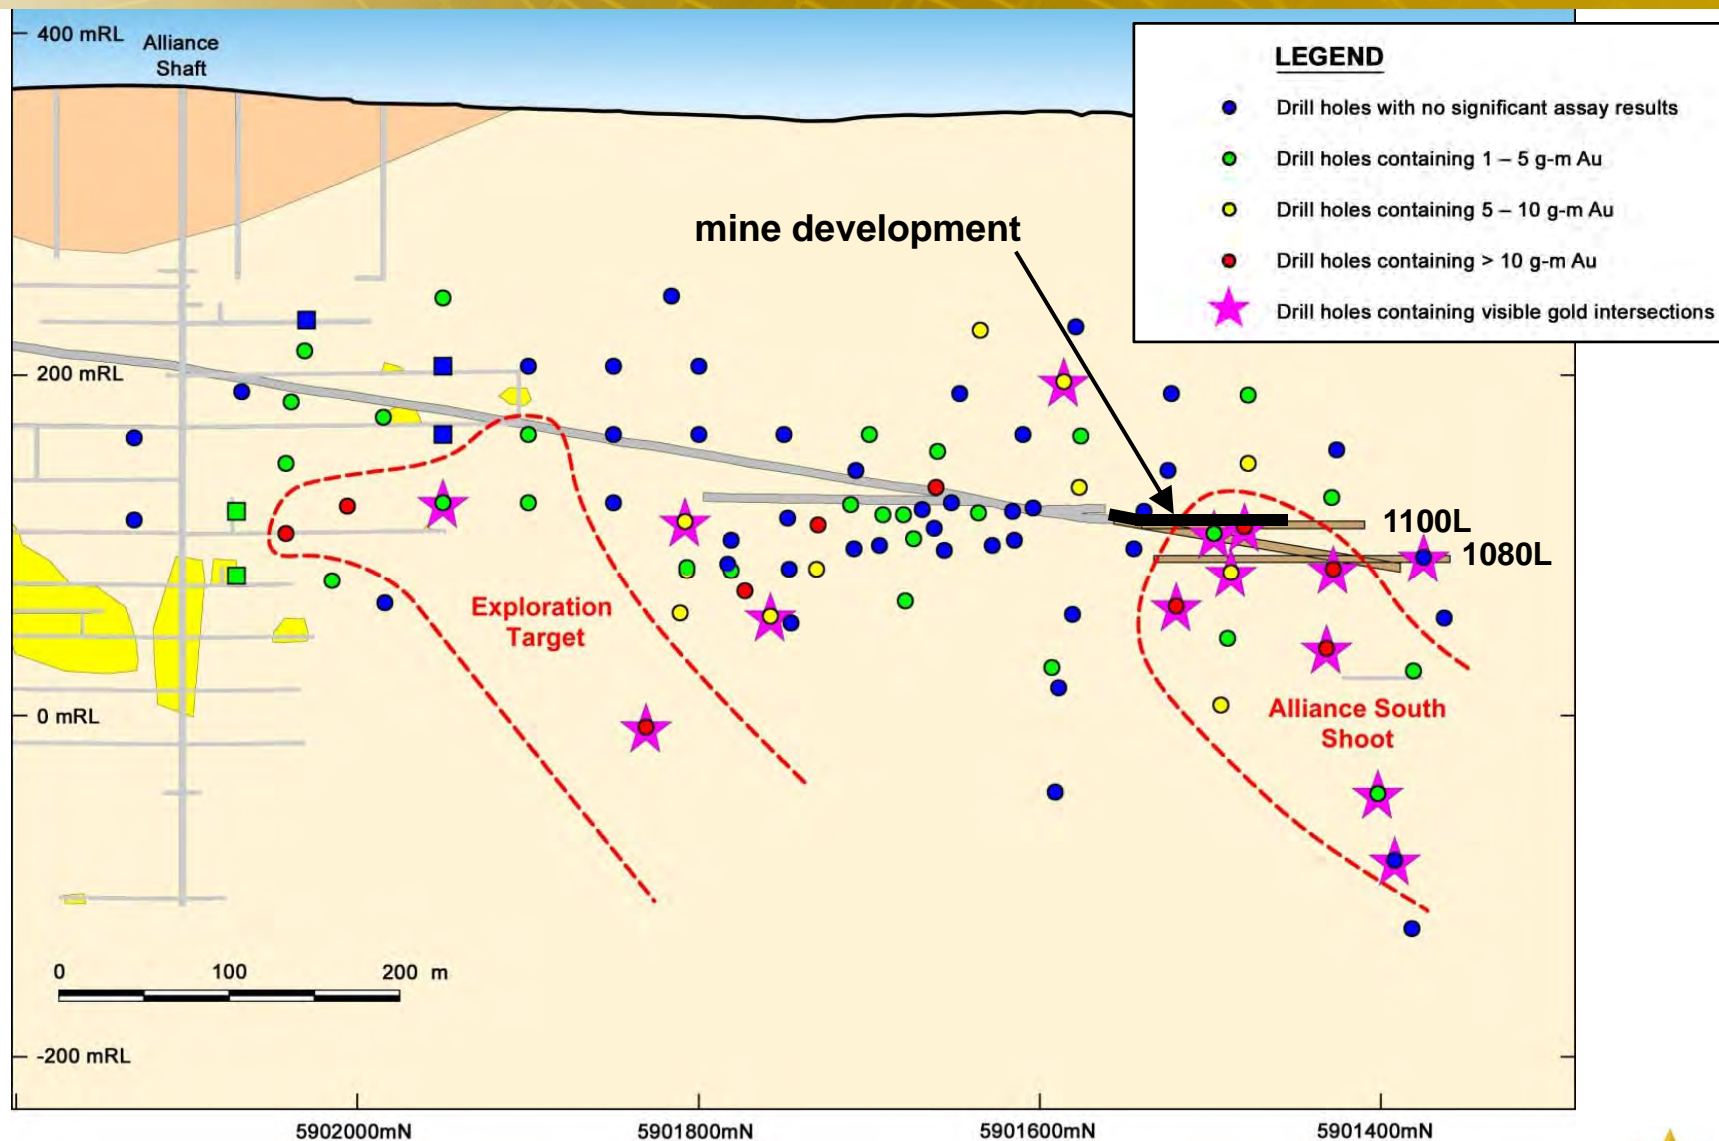 400 mRL
Alliance
Shaft
LEGEND
Drill holes with no significant assay results
Drill holes containing 1 – 5 g-m Au
Drill holes containing 5 – 10 g-m Au
Drill holes containing > 10 g-m Au
Drill holes containing visible gold intersections
mine development
200 mRL
1100L
1080L
Exploration
Target
0 mRL
Alliance South
Shoot
0 100 200 m
-200 mRL
5902000mN 5901800mN 5901600mN 5901400mN